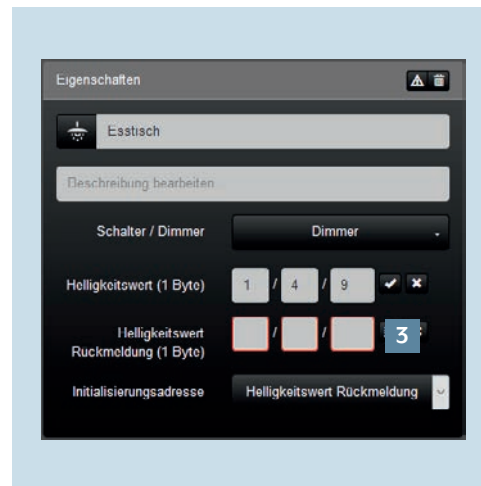 Eigenschaften
Esstisch
Beschreibung bearbeiten...
Schalter / Dimmer Dimmer
Helligkeitswert (1 Byte) 1 / 4 / 9
Helligkeitswert
Rückmeldung (1 Byte) / / 3
Initialisierungsadresse Helligkeitswert Rückmeldung